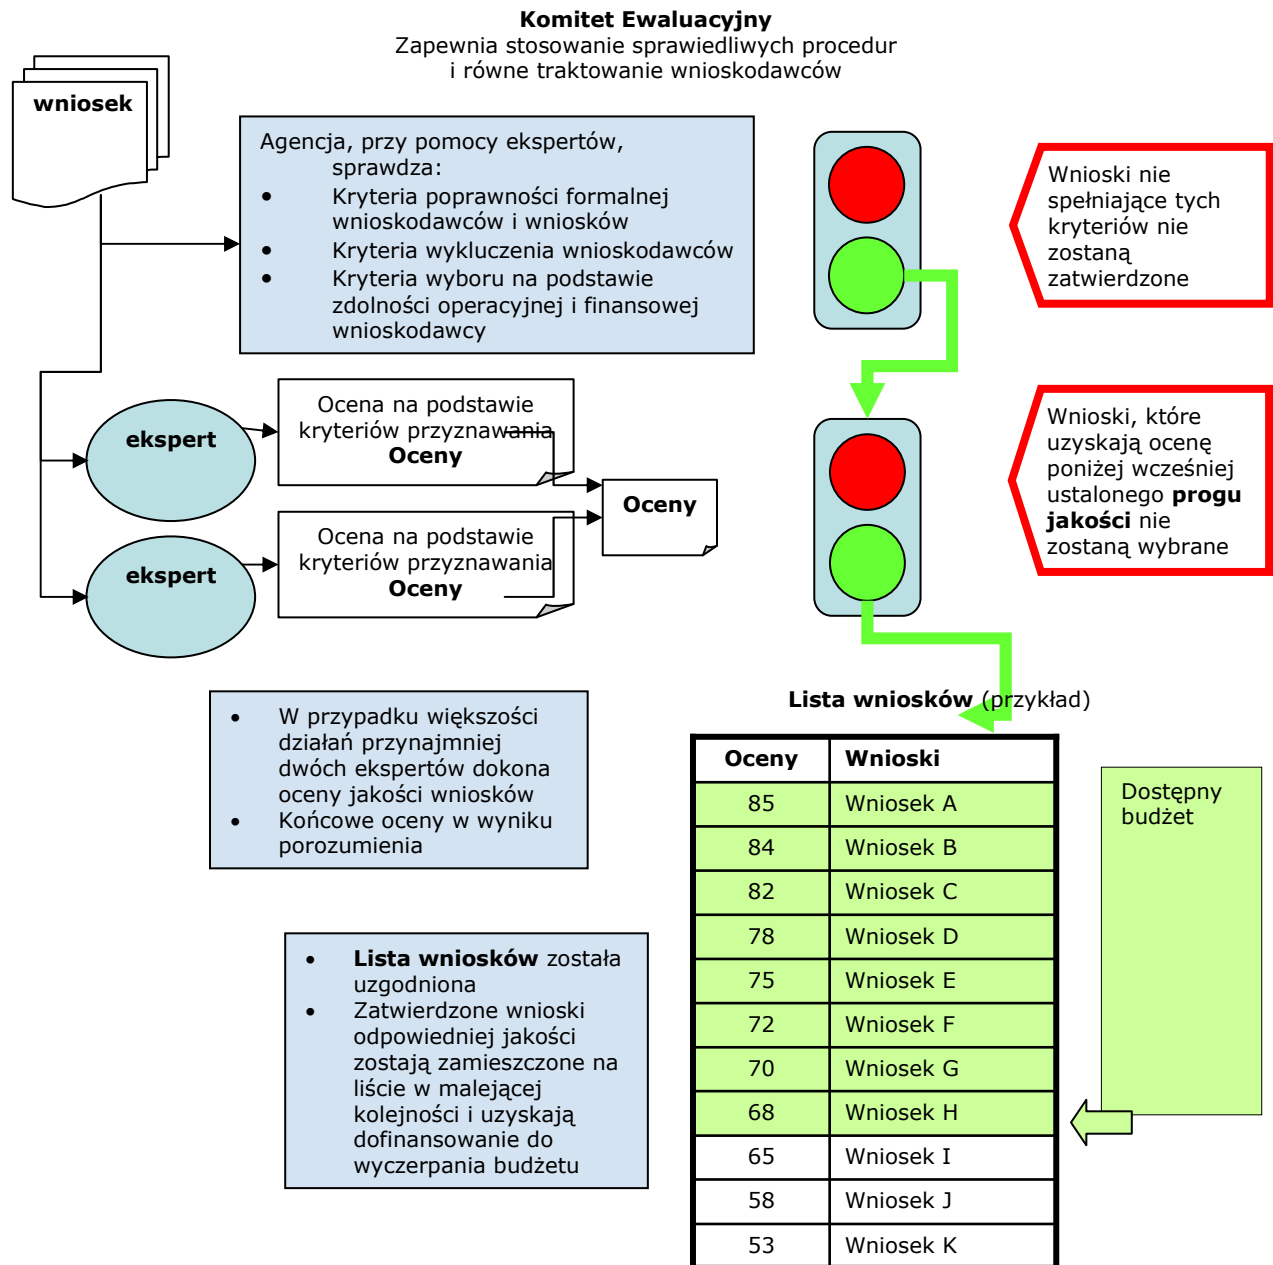 Komitet Ewaluacyjny
Zapewnia stosowanie sprawiedliwych procedur
i równe traktowanie wnioskodawców
wniosek
Agencja, przy pomocy ekspertów,
sprawdza:
• Kryteria poprawności formalnej
wnioskodawców i wniosków
• Kryteria wykluczenia wnioskodawców
• Kryteria wyboru na podstawie
zdolności operacyjnej i finansowej
wnioskodawcy
Wnioski nie
spełniające tych
kryteriów nie
zostaną
zatwierdzone
ekspert
Ocena na podstawie
kryteriów przyznawania
Oceny
Oceny
ekspert
Ocena na podstawie
kryteriów przyznawania
Oceny
Wnioski, które
uzyskają ocenę
poniżej wcześniej
ustalonego progu
jakości nie
zostaną wybrane
• W przypadku większości
działań przynajmniej
dwóch ekspertów dokona
oceny jakości wniosków
• Końcowe oceny w wyniku
porozumienia
• Lista wniosków została
uzgodniona
• Zatwierdzone wnioski
odpowiedniej jakości
zostają zamieszczone na
liście w malejącej
kolejności i uzyskają
dofinansowanie do
wyczerpania budżetu
Lista wniosków (przykład)
Oceny Wnioski
85 Wniosek A
84 Wniosek B
82 Wniosek C
78 Wniosek D
75 Wniosek E
72 Wniosek F
70 Wniosek G
68 Wniosek H
65 Wniosek I
58 Wniosek J
53 Wniosek K
Dostępny
budżet